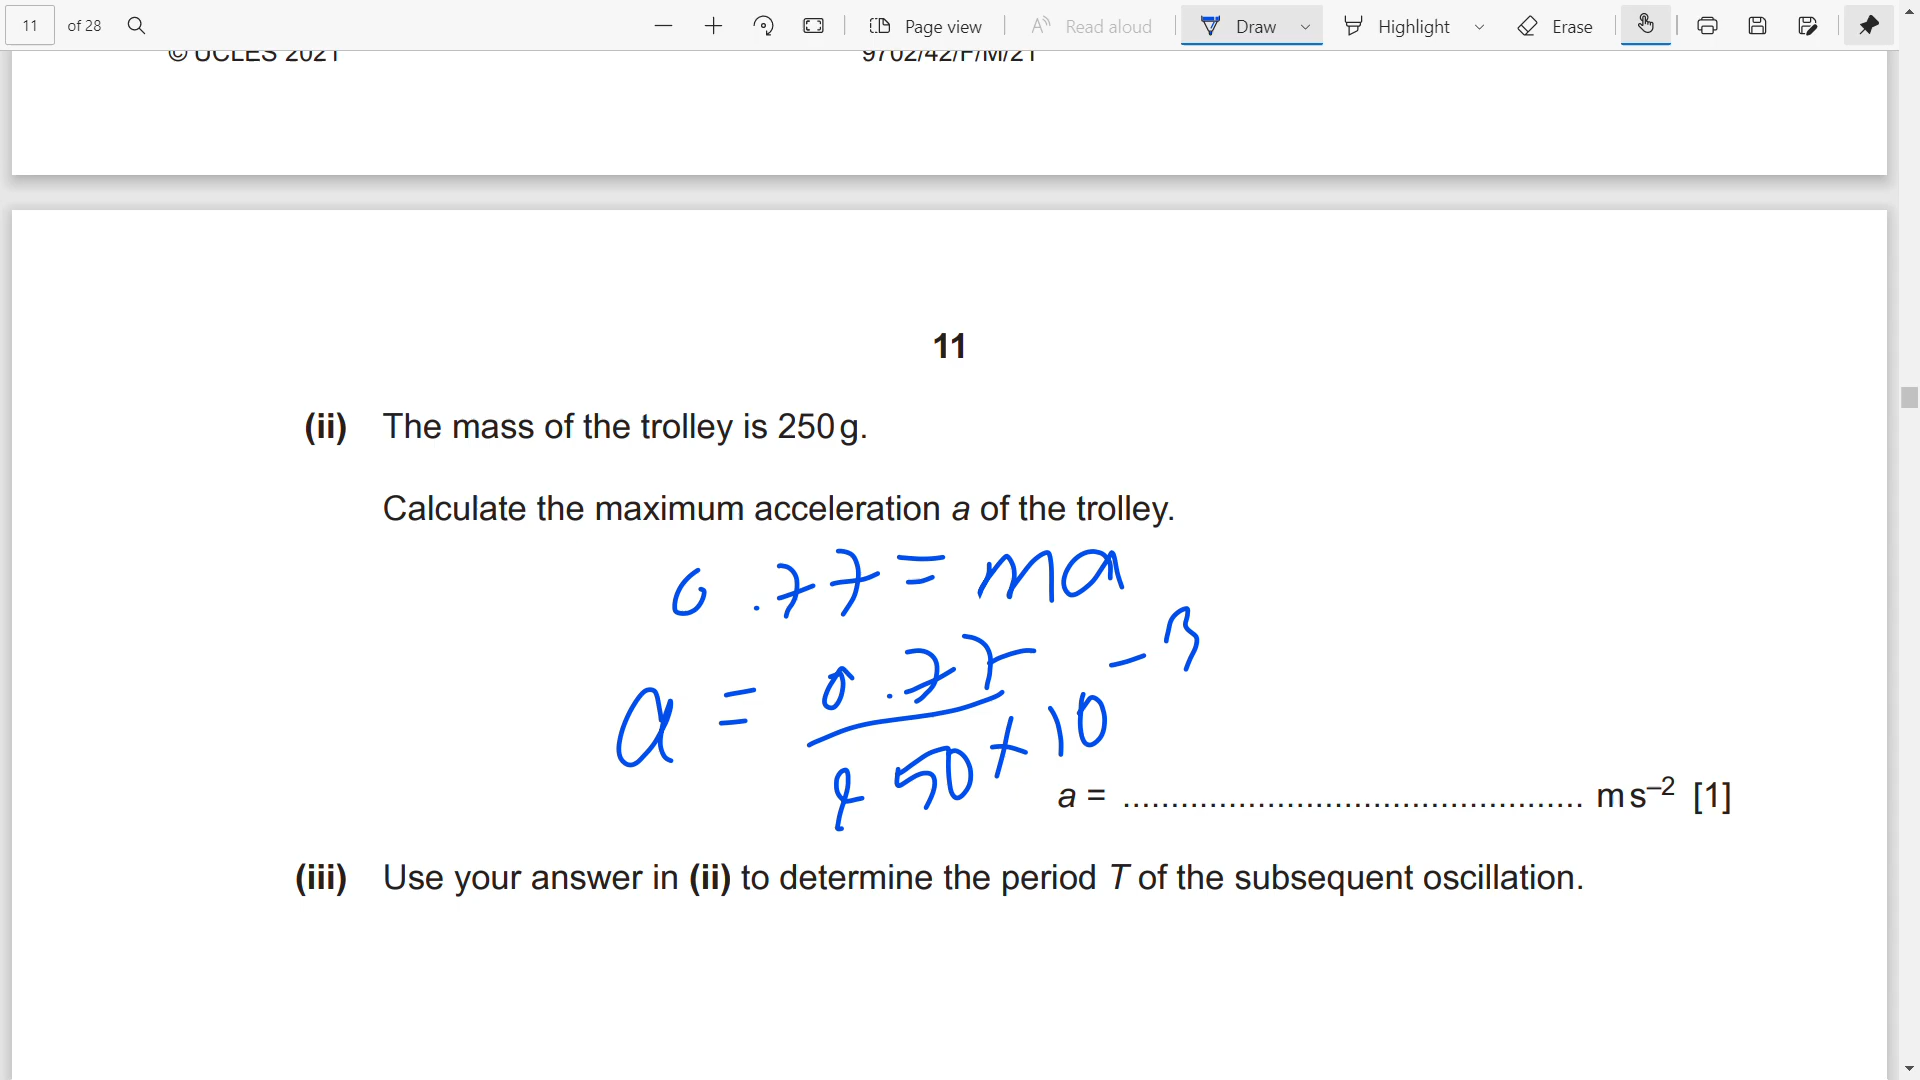 11 of 28 Page view Read aloud Draw Highlight Erase
© UCLES 2021 9702/42/F/M/21
11
(ii) The mass of the trolley is 250 g.
Calculate the maximum acceleration a of the trolley.
0.77 = ma
a = 0.77
250 × 10^-3
a = ................................................ m s^–2 [1]
(iii) Use your answer in (ii) to determine the period T of the subsequent oscillation.